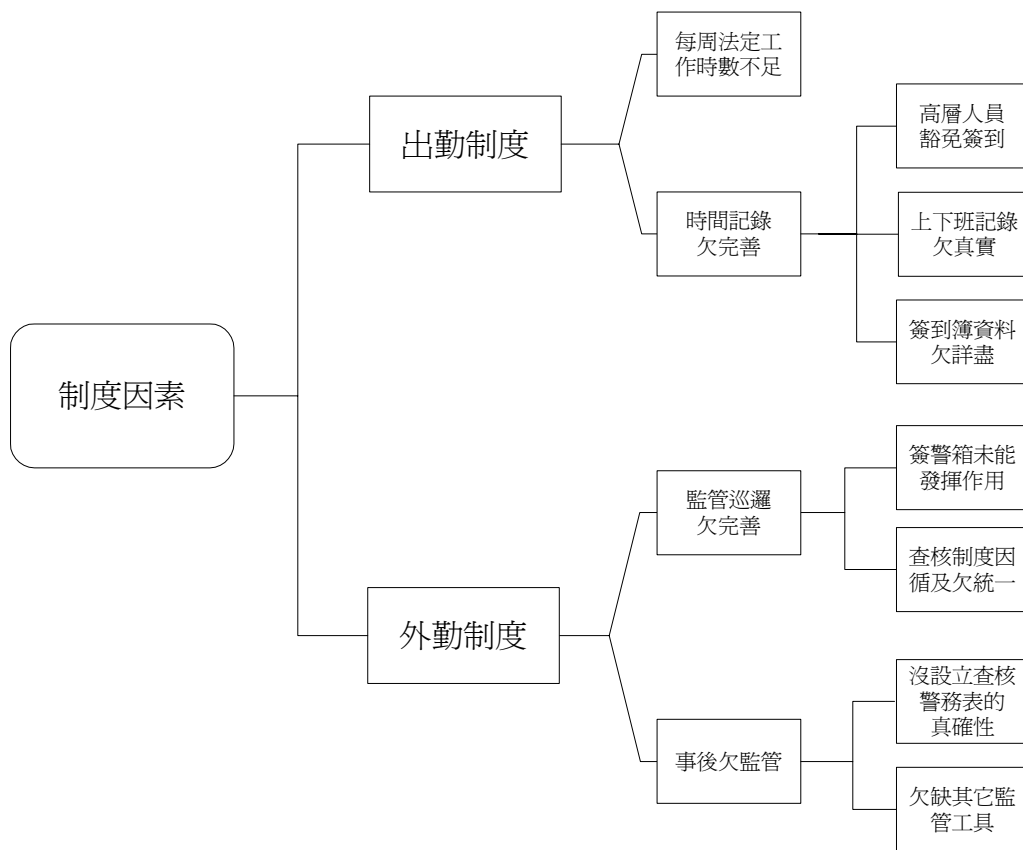 制度因素
出勤制度
每周法定工
作時數不足
時間記錄
欠完善
高層人員
豁免簽到
上下班記錄
欠真實
簽到簿資料
欠詳盡
外勤制度
監管巡邏
欠完善
簽警箱未能
發揮作用
查核制度因
循及欠統一
事後欠監管
沒設立查核
警務表的
真確性
欠缺其它監
管工具